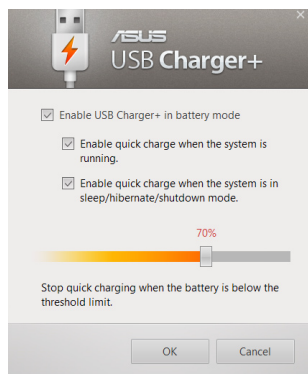 ASUS
USB Charger+
Enable USB Charger+ in battery mode
Enable quick charge when the system is
running.
Enable quick charge when the system is in
sleep/hibernate/shutdown mode.
70%
Stop quick charging when the battery is below the
threshold limit.
OK
Cancel